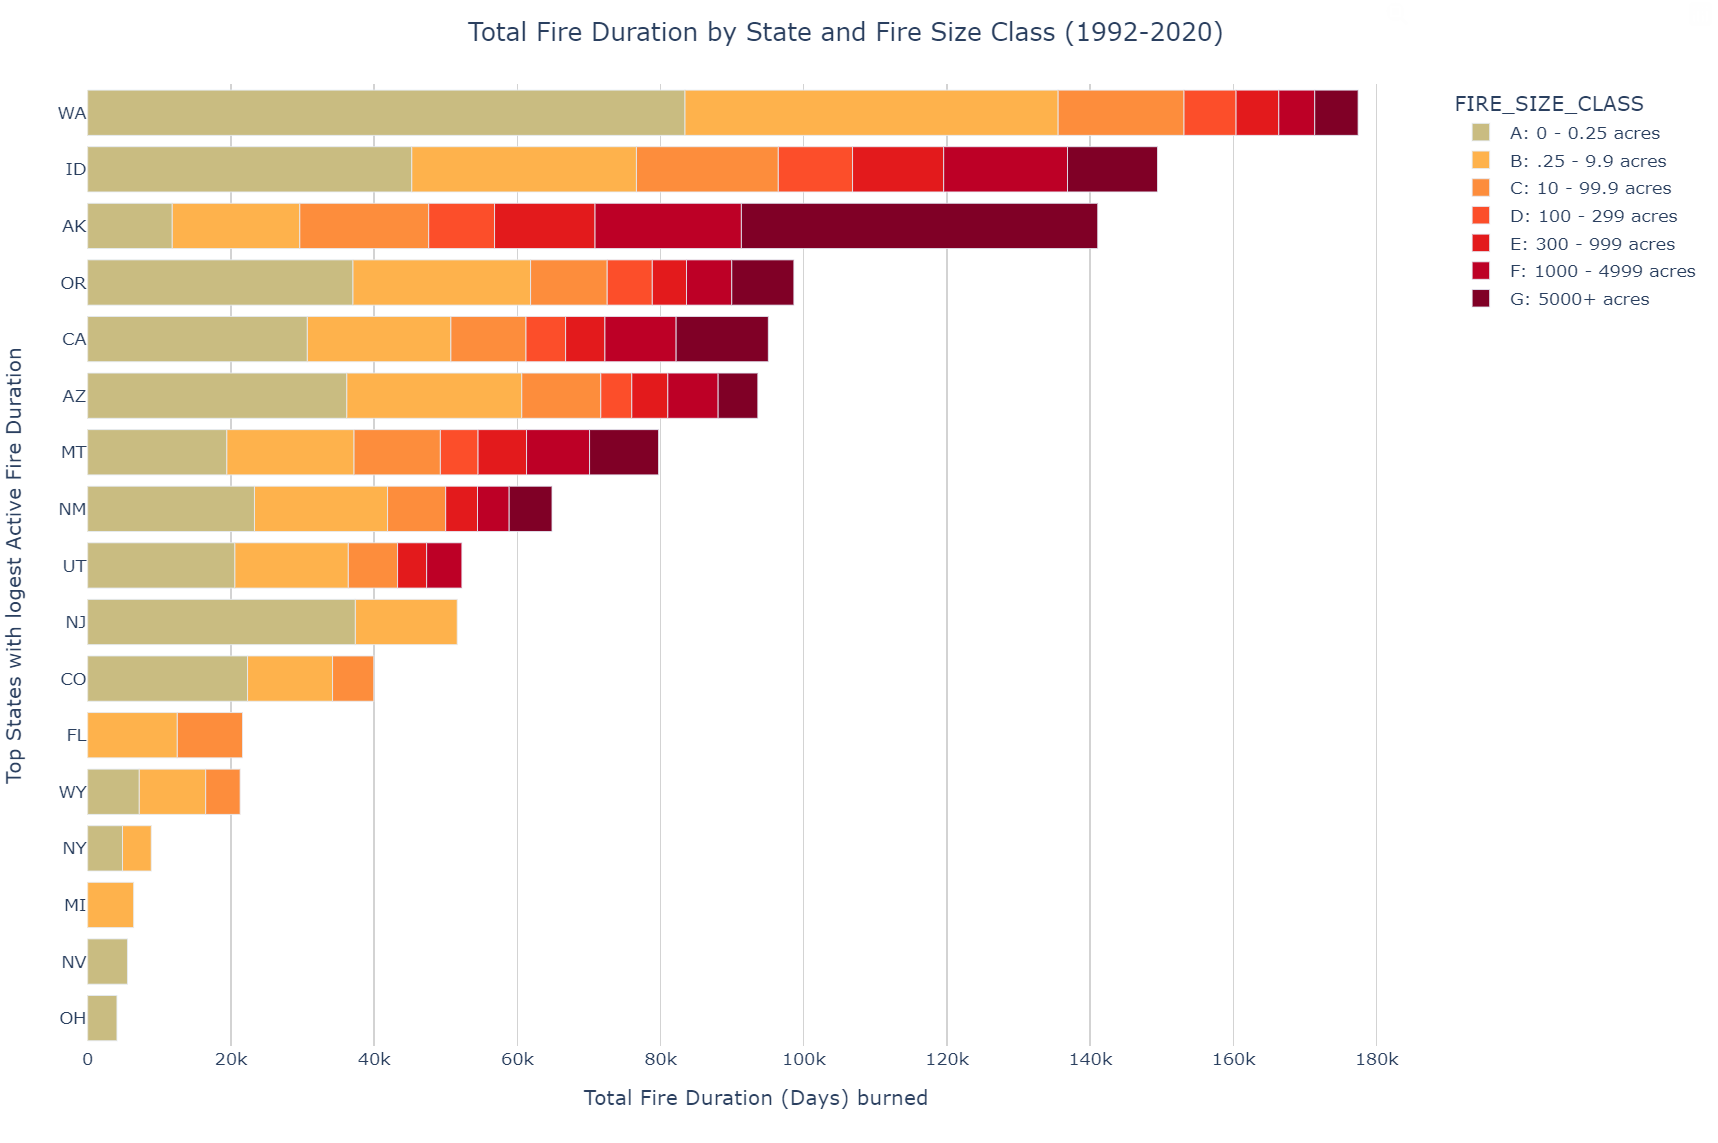 Total Fire Duration by State and Fire Size Class (1992-2020)
Top States with logest Active Fire Duration
WA
ID
AK
OR
CA
AZ
MT
NM
UT
NJ
CO
FL
WY
NY
MI
NV
OH
0 20k 40k 60k 80k 100k 120k 140k 160k 180k
Total Fire Duration (Days) burned
FIRE_SIZE_CLASS
A: 0 - 0.25 acres
B: .25 - 9.9 acres
C: 10 - 99.9 acres
D: 100 - 299 acres
E: 300 - 999 acres
F: 1000 - 4999 acres
G: 5000+ acres